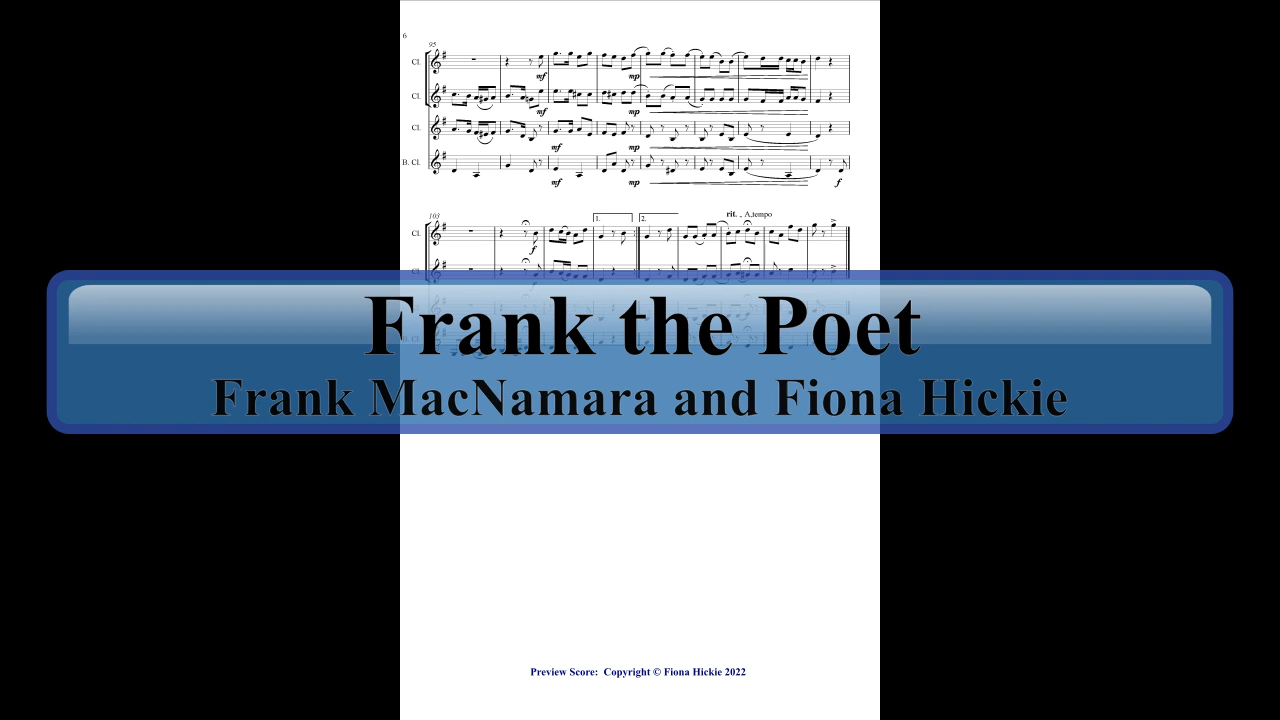 6
95
Cl.
mf
mp
Cl.
mf
mp
Cl.
mf
mp
B. Cl.
mf
mp
f
103
1.
2.
rit.
A tempo
Cl.
f
Frank the Poet
Frank MacNamara and Fiona Hickie
Preview Score: Copyright © Fiona Hickie 2022